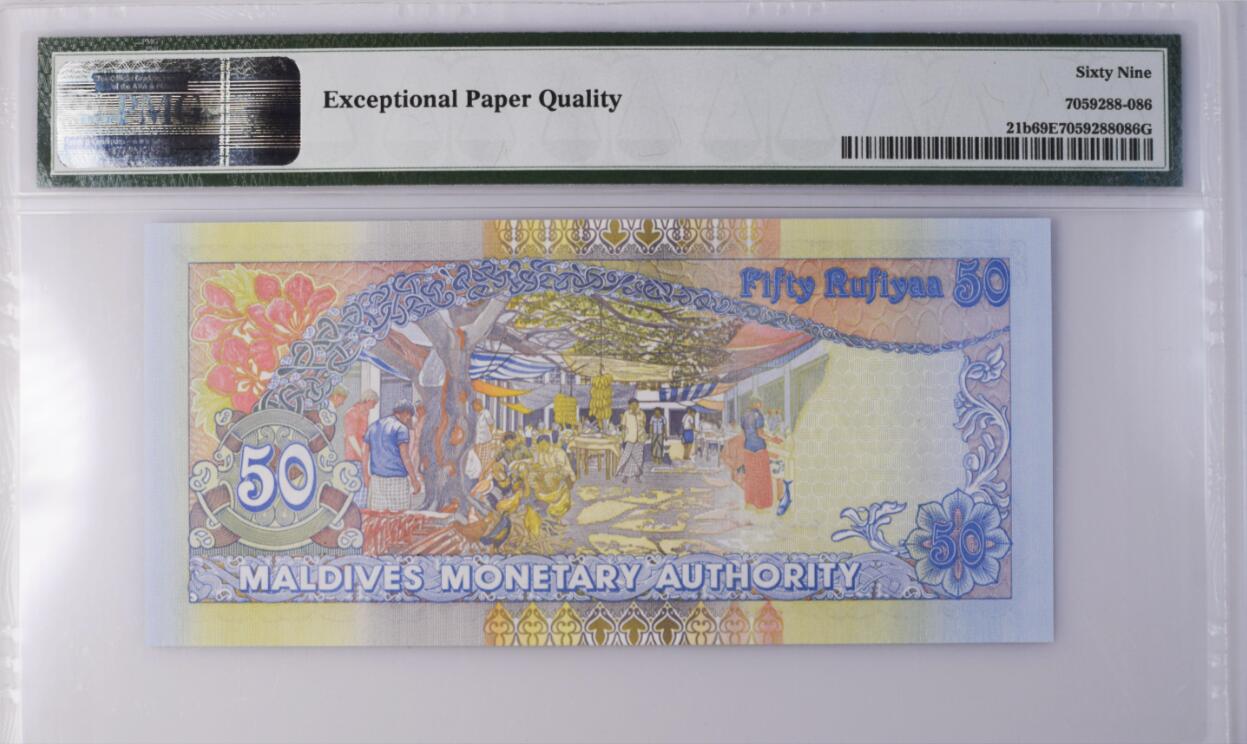 PMG
Exceptional Paper Quality
Sixty Nine
7059288-086
21b69E7059288086G
Fifty Rufiyaa 50
50
50
MALDIVES MONETARY AUTHORITY